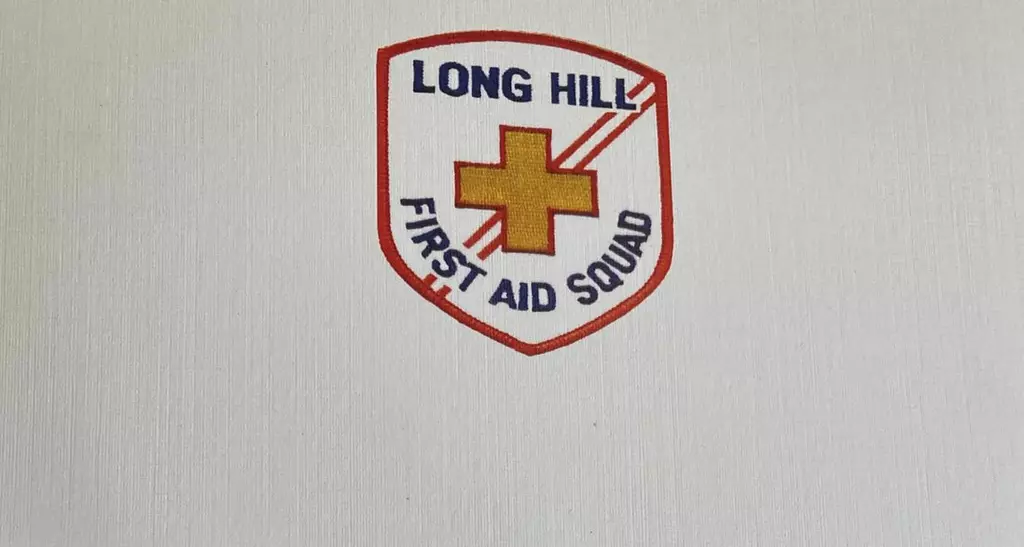 LONG HILL
FIRST AID SQUAD